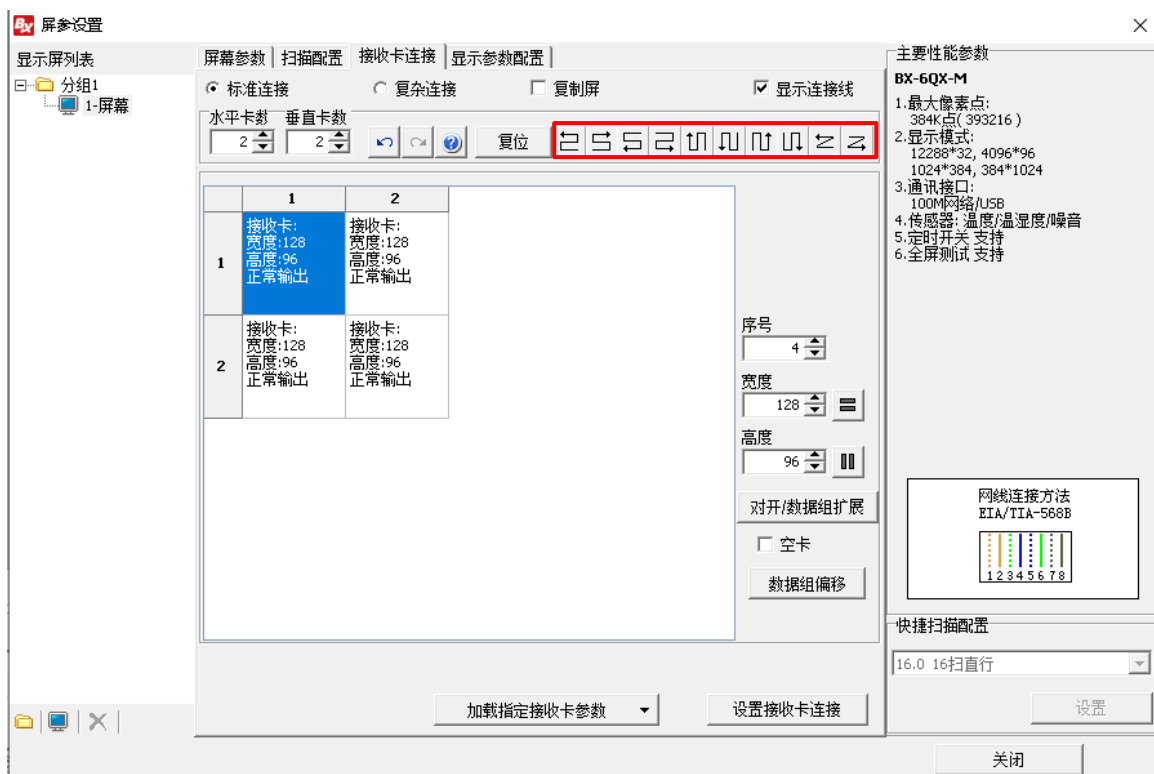 BX 屏参设置
显示屏列表
分组1
1-屏幕
屏幕参数 扫描配置 接收卡连接 显示参数配置
标准连接 复杂连接 复制屏 显示连接线
水平卡数 垂直卡数
2 2 复位
1 2
1
接收卡:
宽度:128
高度:96
正常输出
接收卡:
宽度:128
高度:96
正常输出
2
接收卡:
宽度:128
高度:96
正常输出
接收卡:
宽度:128
高度:96
正常输出
序号
4
宽度
128
高度
96
对开/数据组扩展
空卡
数据组偏移
加载指定接收卡参数
设置接收卡连接
主要性能参数
BX-6QX-M
1.最大像素点:
384K点(393216)
2.显示模式:
12288*32, 4096*96
1024*384, 384*1024
3.通讯接口:
100M网络/USB
4.传感器: 温度/温湿度/噪音
5.定时开关 支持
6.全屏测试 支持
网线连接方法
EIA/TIA-568B
12345678
快捷扫描配置
16.0 16扫直行
设置
关闭